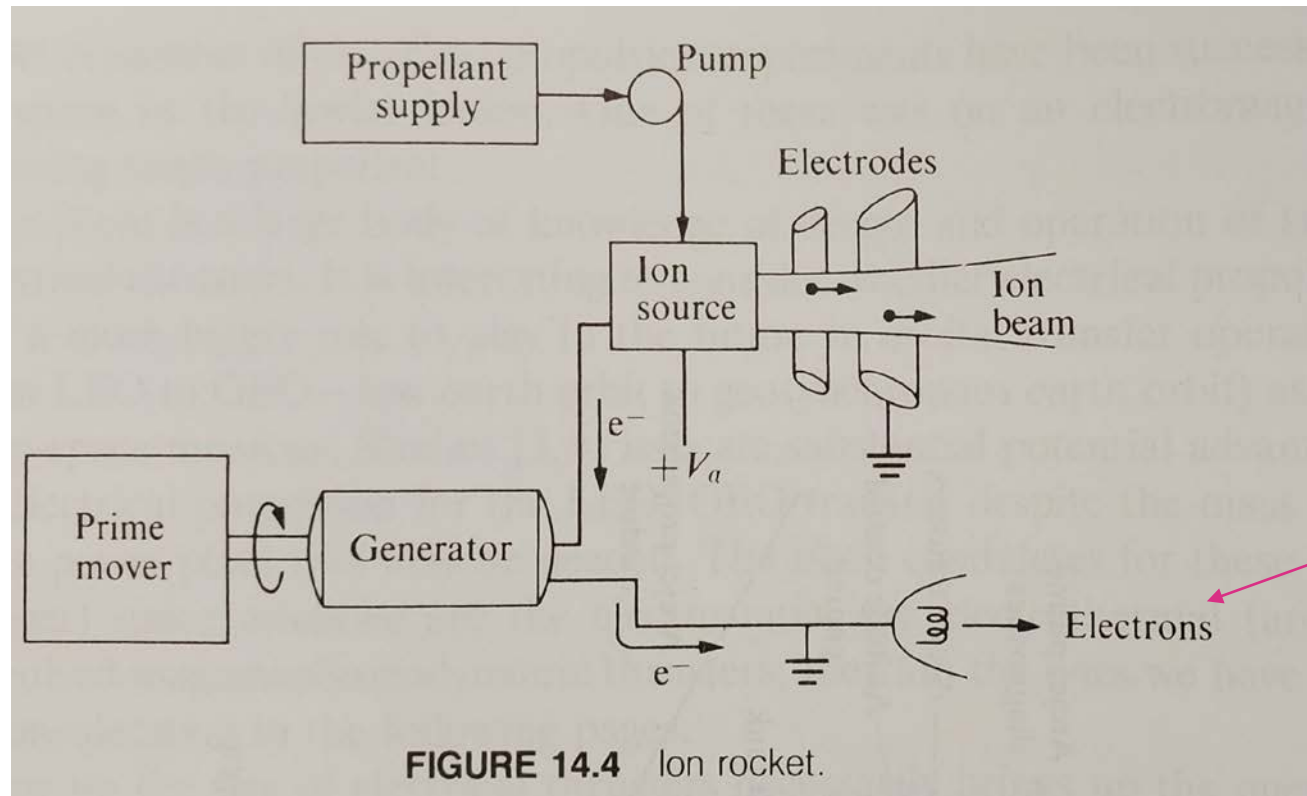 Propellant
supply
Pump
Electrodes
Ion
source
Ion
beam
e⁻
+Vₐ
Prime
mover
Generator
e⁻
Electrons
FIGURE 14.4 Ion rocket.